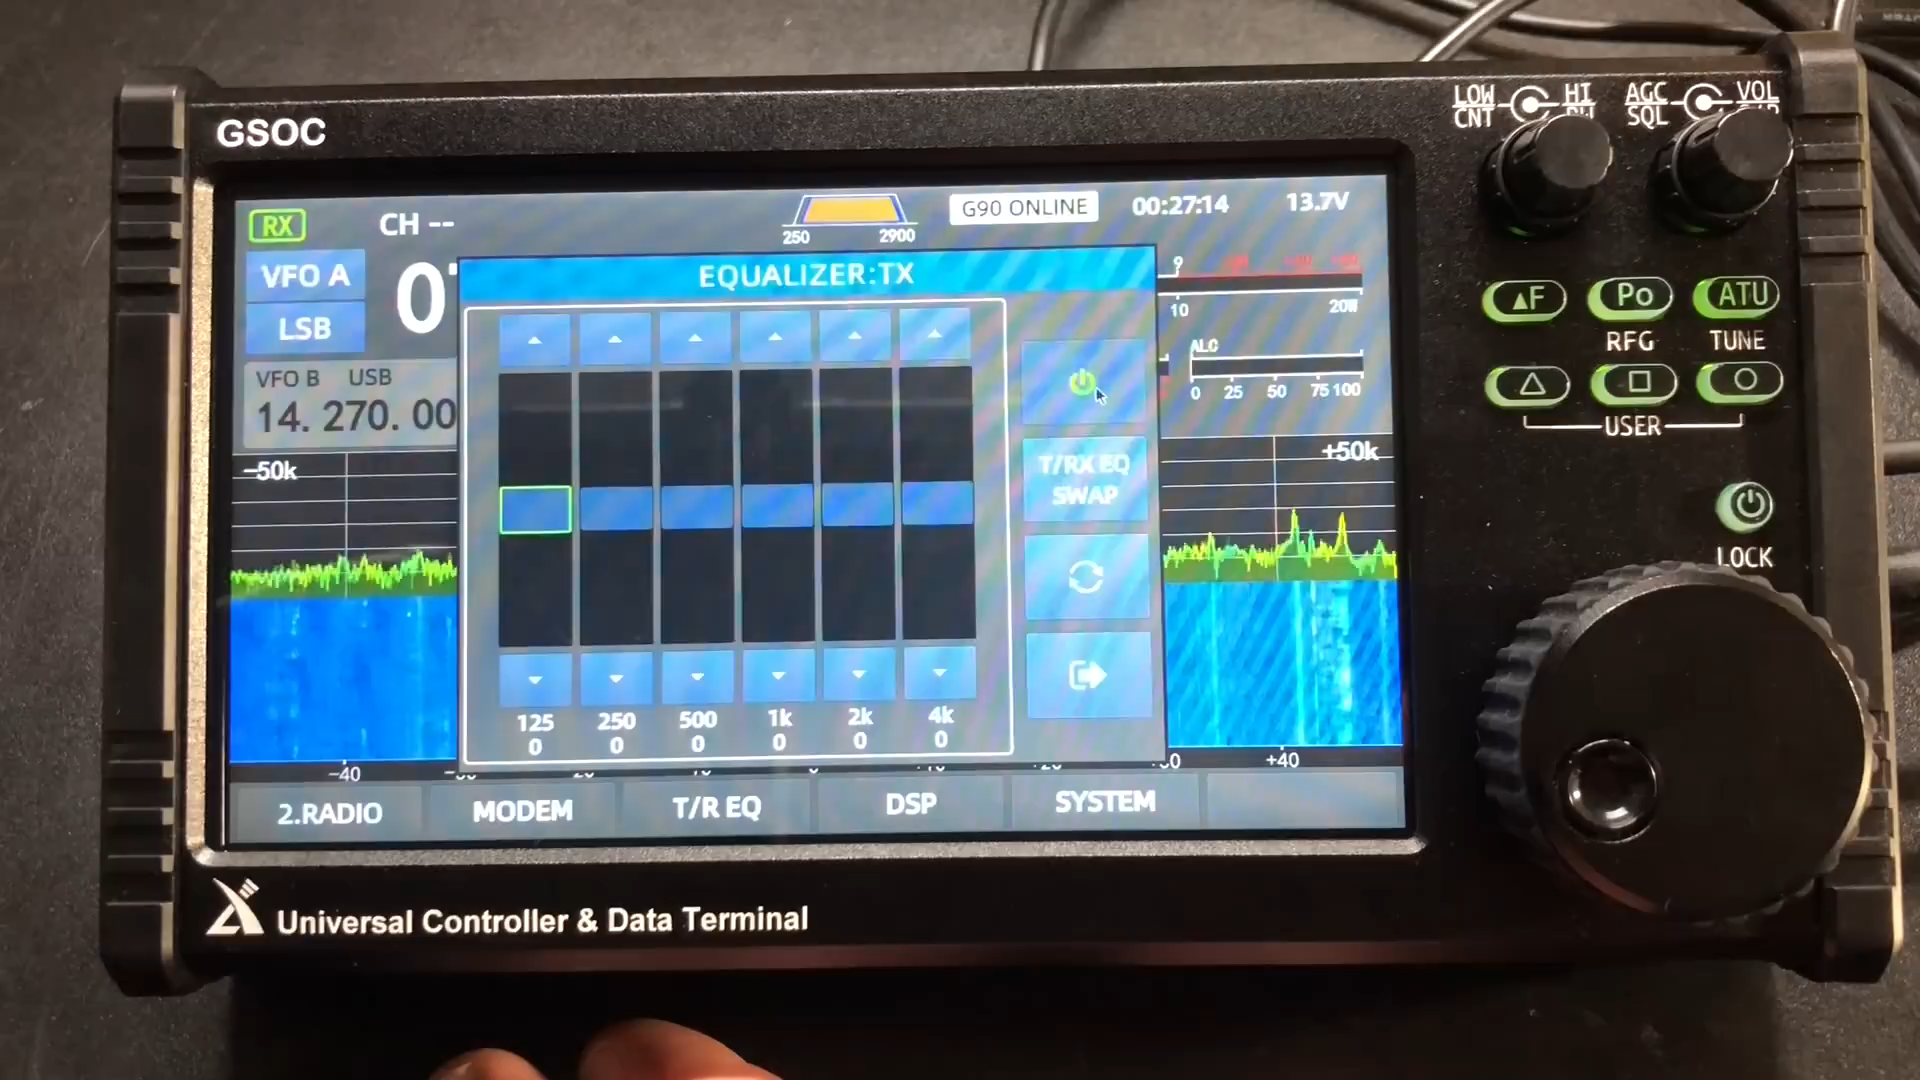 GSOC
LOW HI
CNT
AGC VOL
SQL
RX CH -- G90 ONLINE 00:27:14 13.7V
250 2900
VFO A
LSB
VFO B USB
14. 270. 00
EQUALIZER:TX
9
10 20W
ALC
0 25 50 75 100
T/RX EQ
SWAP
-50k +50k
125 250 500 1k 2k 4k
0 0 0 0 0 0
-40 +40
2.RADIO MODEM T/R EQ DSP SYSTEM
F Po ATU
RFG TUNE
USER
LOCK
Universal Controller & Data Terminal